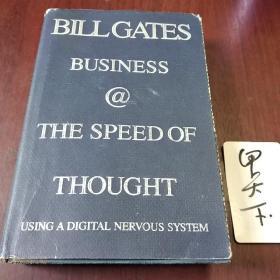 BILL GATES
BUSINESS
@
THE SPEED OF
THOUGHT
USING A DIGITAL NERVOUS SYSTEM
甲天下